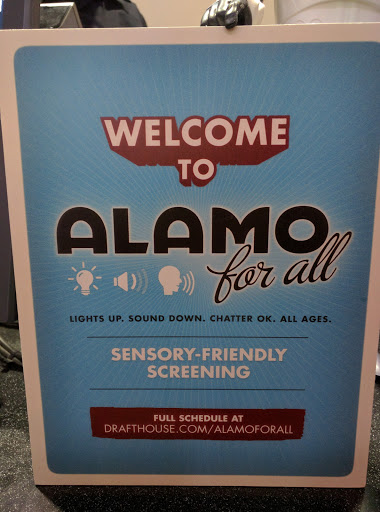 WELCOME
TO
ALAMO
for all
LIGHTS UP. SOUND DOWN. CHATTER OK. ALL AGES.
SENSORY-FRIENDLY
SCREENING
FULL SCHEDULE AT
DRAFTHOUSE.COM/ALAMOFORALL